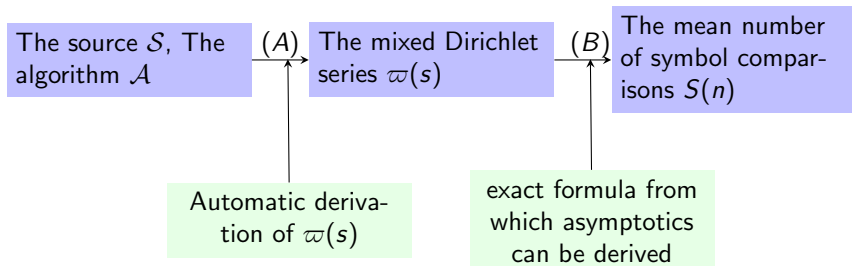 The source 𝒮, The
algorithm 𝒜
(A)
The mixed Dirichlet
series ϖ(s)
(B)
The mean number
of symbol compar-
isons S(n)
Automatic deriva-
tion of ϖ(s)
exact formula from
which asymptotics
can be derived